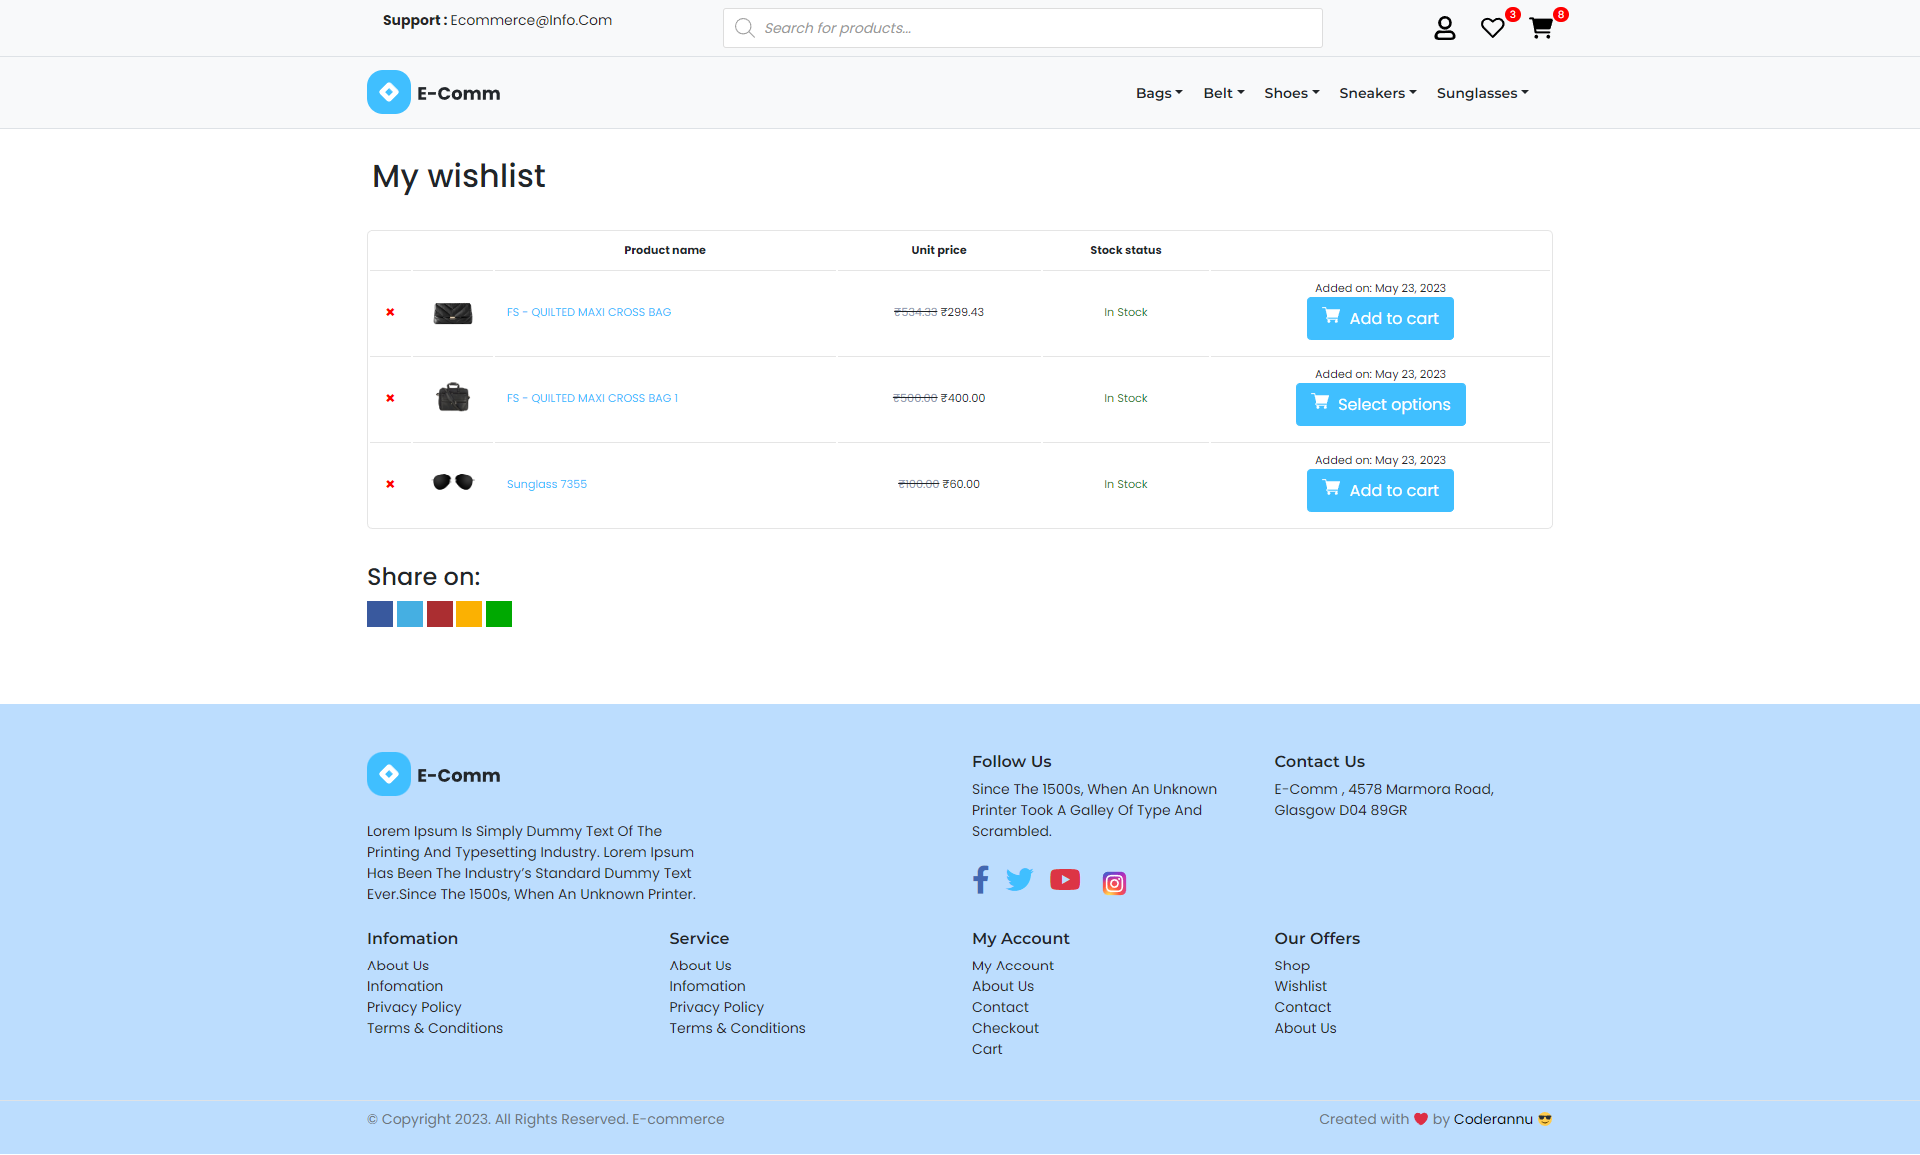 Support : Ecommerce@Info.Com
Search for products...
3
8
E-Comm
Bags Belt Shoes Sneakers Sunglasses
My wishlist
Product name Unit price Stock status
FS - QUILTED MAXI CROSS BAG ₹534.33 ₹299.43 In Stock
Added on: May 23, 2023
Add to cart
FS - QUILTED MAXI CROSS BAG 1 ₹500.00 ₹400.00 In Stock
Added on: May 23, 2023
Select options
Sunglass 7355 ₹100.00 ₹60.00 In Stock
Added on: May 23, 2023
Add to cart
Share on:
E-Comm
Lorem Ipsum Is Simply Dummy Text Of The
Printing And Typesetting Industry. Lorem Ipsum
Has Been The Industry’s Standard Dummy Text
Ever.Since The 1500s, When An Unknown Printer.
Follow Us
Since The 1500s, When An Unknown
Printer Took A Galley Of Type And
Scrambled.
Contact Us
E-Comm , 4578 Marmora Road,
Glasgow D04 89GR
Infomation
About Us
Infomation
Privacy Policy
Terms & Conditions
Service
About Us
Infomation
Privacy Policy
Terms & Conditions
My Account
My Account
About Us
Contact
Checkout
Cart
Our Offers
Shop
Wishlist
Contact
About Us
© Copyright 2023. All Rights Reserved. E-commerce
Created with ❤️ by Coderannu 😎